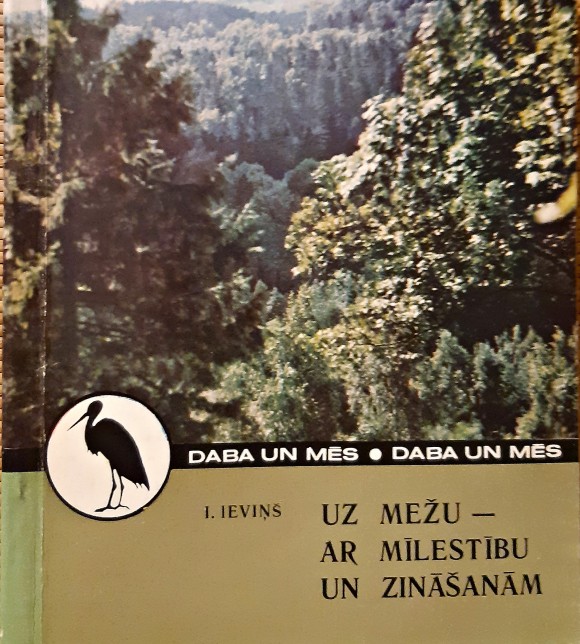 DABA UN MĒS ● DABA UN MĒS
I. IEVIŅŠ
UZ MEŽU —
AR MĪLESTĪBU
UN ZINĀŠANĀM